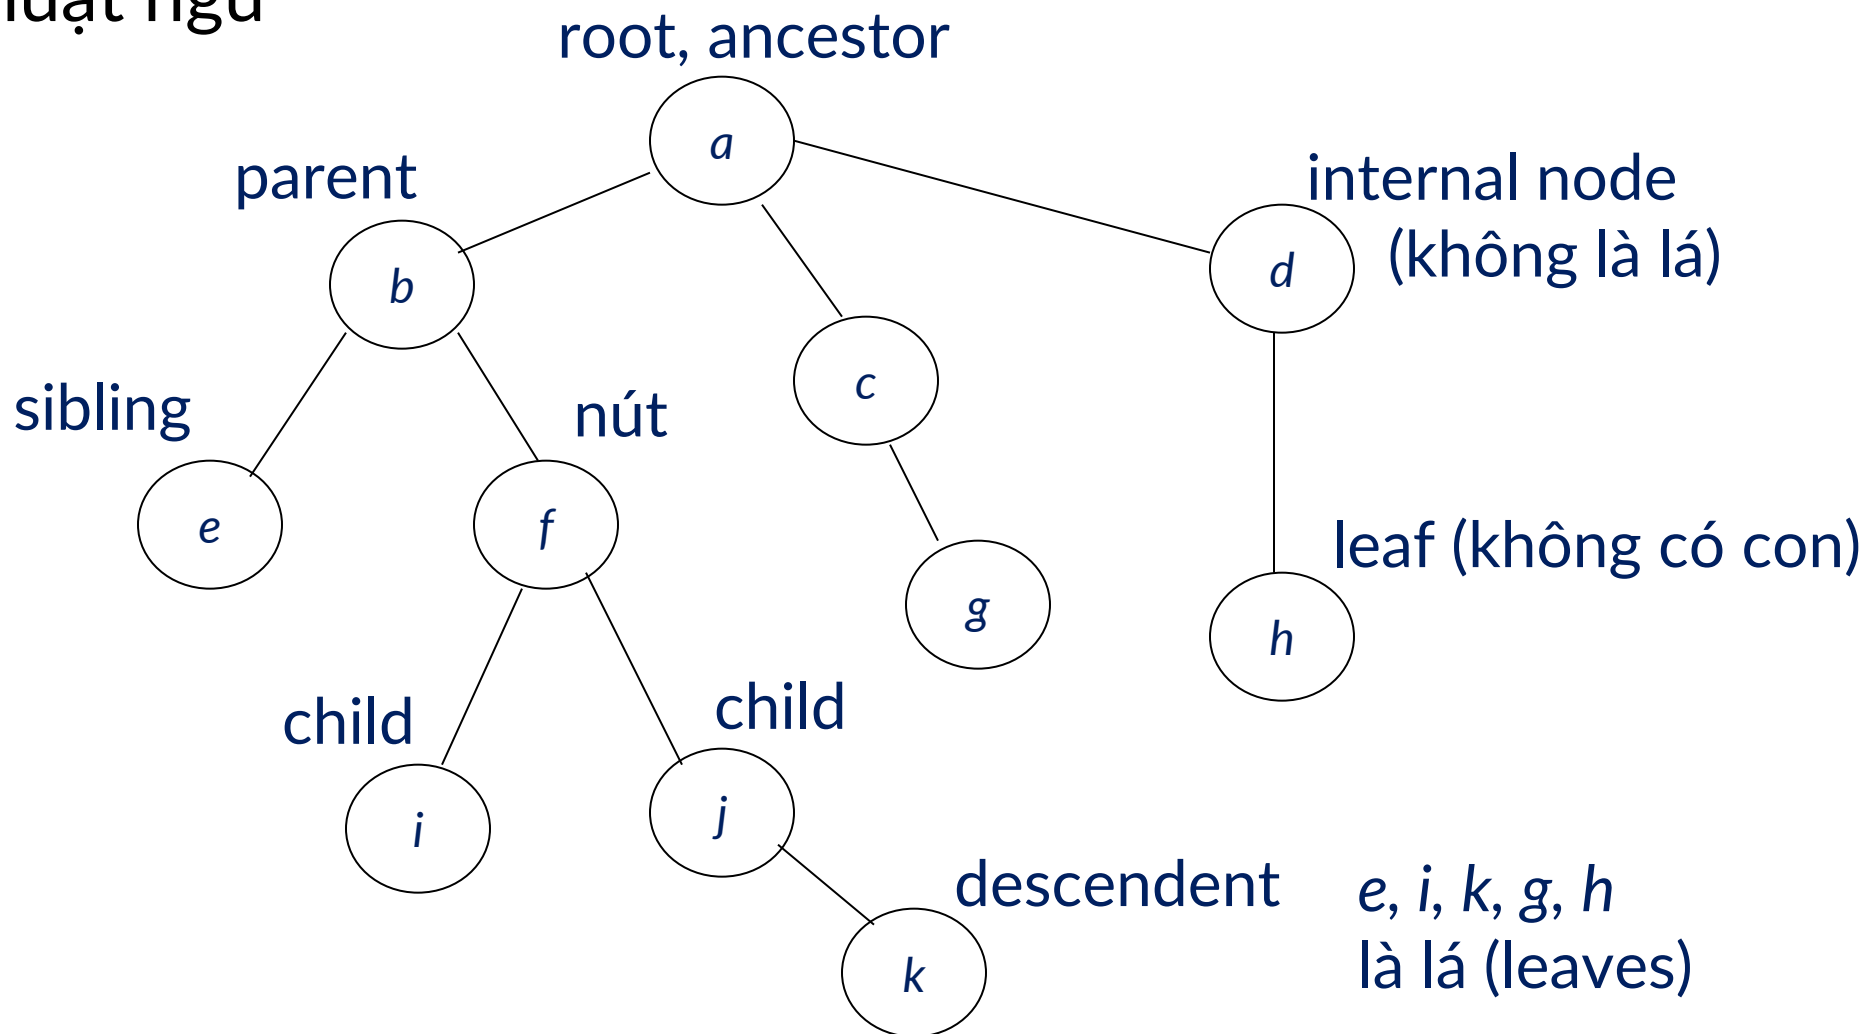 root, ancestor
a
parent
internal node
(không là lá)
b
d
c
sibling
nút
e
f
leaf (không có con)
g
h
child
child
i
j
descendent
e, i, k, g, h
là lá (leaves)
k